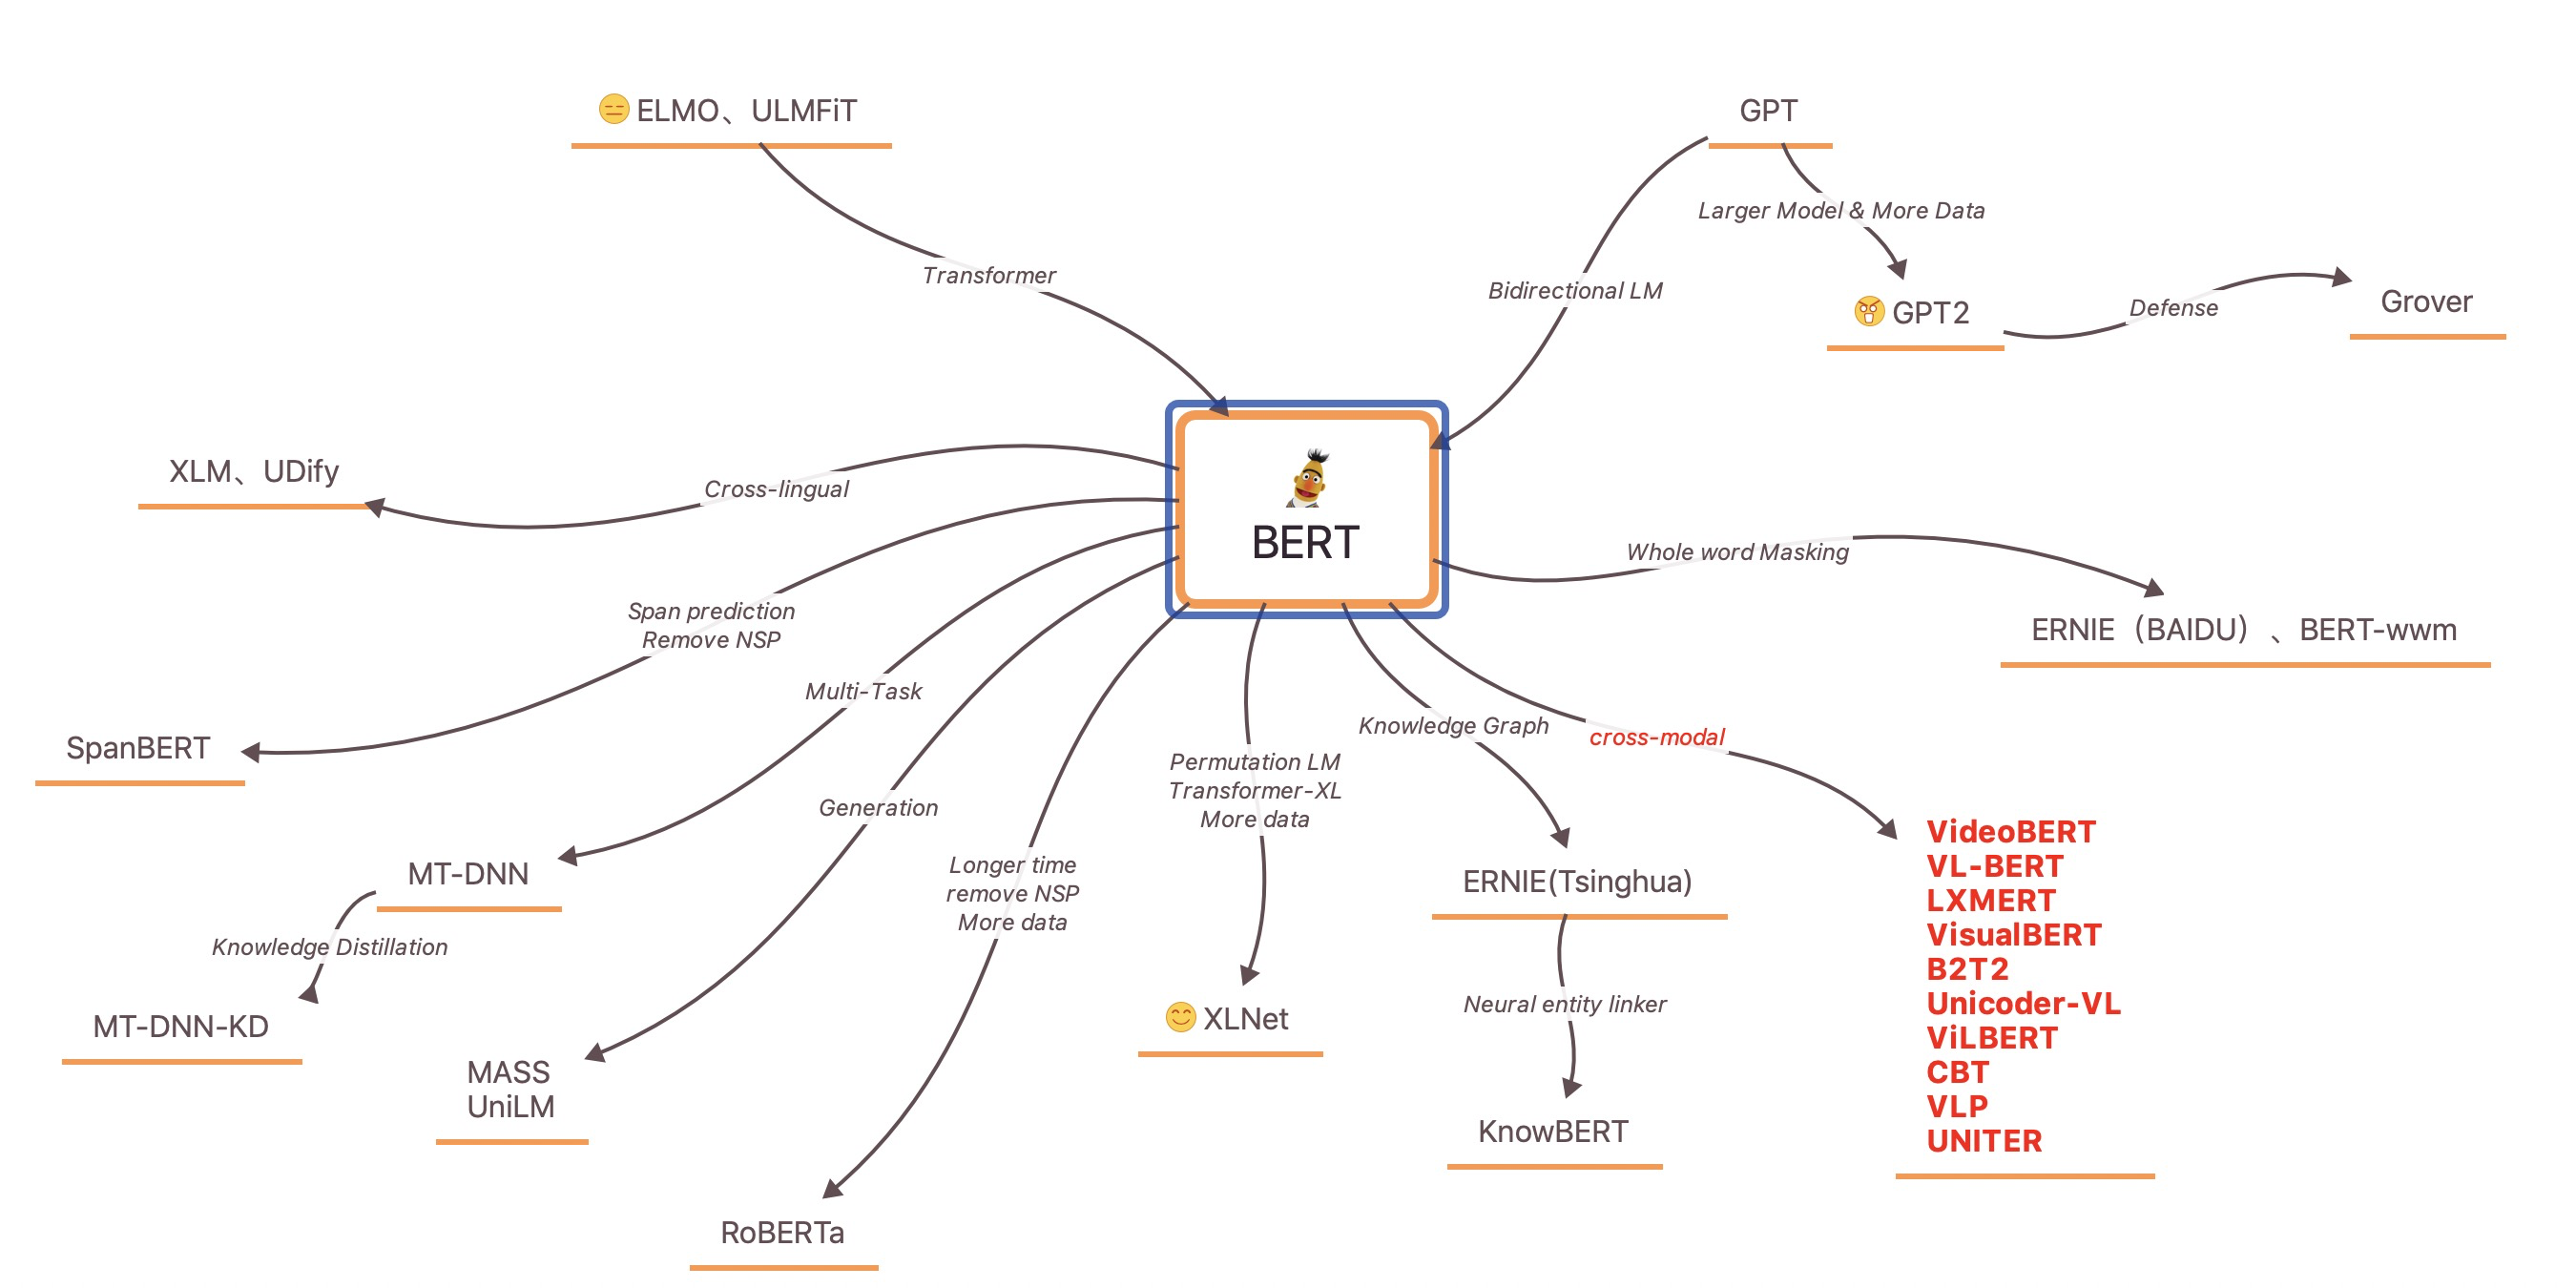 ELMO、ULMFiT
GPT
Larger Model & More Data
Transformer
Bidirectional LM
GPT2
Defense
Grover
XLM、UDify
Cross-lingual
BERT
Whole word Masking
ERNIE（BAIDU）、BERT-wwm
Span prediction
Remove NSP
Multi-Task
SpanBERT
Knowledge Graph
cross-modal
Permutation LM
Transformer-XL
More data
Generation
Longer time
remove NSP
More data
MT-DNN
Knowledge Distillation
MT-DNN-KD
MASS
UniLM
RoBERTa
XLNet
ERNIE(Tsinghua)
Neural entity linker
KnowBERT
VideoBERT
VL-BERT
LXMERT
VisualBERT
B2T2
Unicoder-VL
ViLBERT
CBT
VLP
UNITER